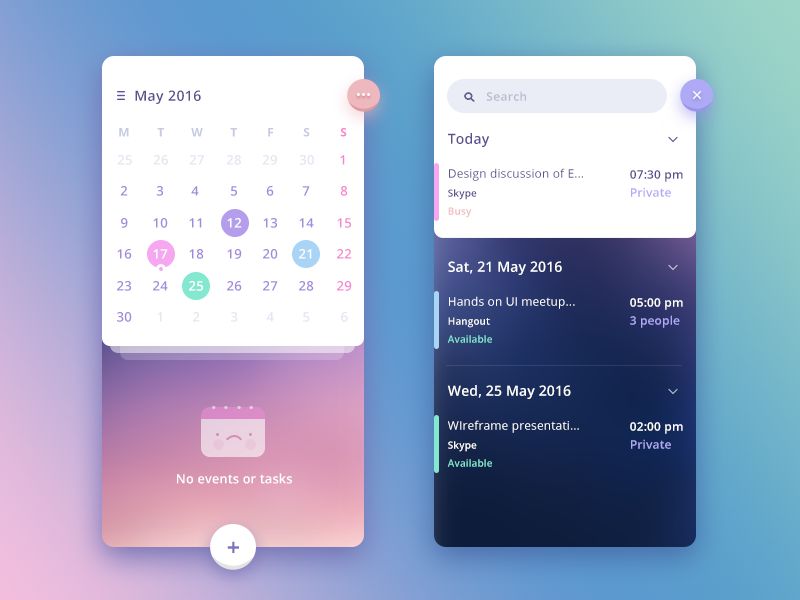 May 2016
M T W T F S S
25 26 27 28 29 30 1
2 3 4 5 6 7 8
9 10 11 12 13 14 15
16 17 18 19 20 21 22
23 24 25 26 27 28 29
30 1 2 3 4 5 6
No events or tasks
Search
Today
Design discussion of E... 07:30 pm
Skype Private
Busy
Sat, 21 May 2016
Hands on UI meetup... 05:00 pm
Hangout 3 people
Available
Wed, 25 May 2016
WIreframe presentati... 02:00 pm
Skype Private
Available